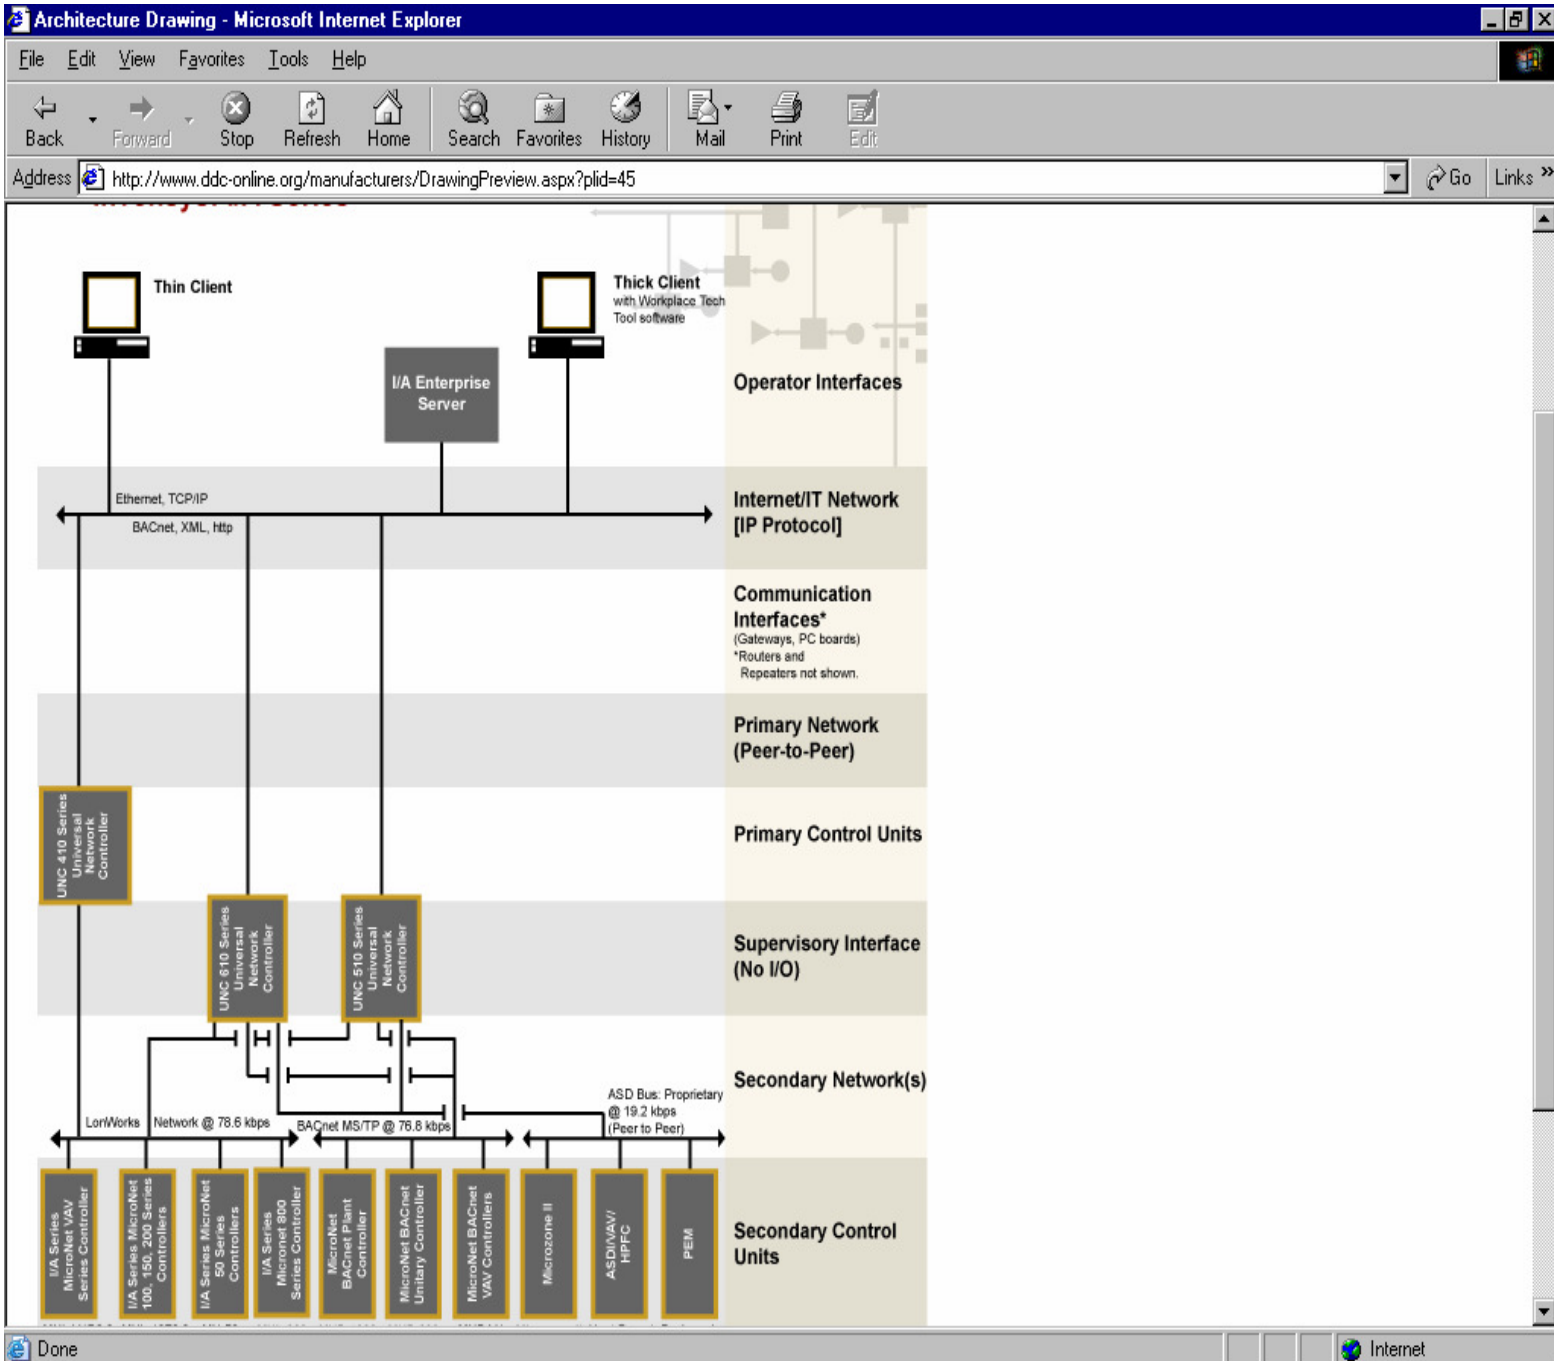 Architecture Drawing - Microsoft Internet Explorer
File Edit View Favorites Tools Help
Back Forward Stop Refresh Home Search Favorites History Mail Print Edit
Address http://www.ddc-online.org/manufacturers/DrawingPreview.aspx?plid=45 Go Links »
Thin Client
Thick Client
with Workplace Tech
Tool software
I/A Enterprise
Server
Operator Interfaces
Ethernet, TCP/IP
BACnet, XML, http
Internet/IT Network
[IP Protocol]
Communication
Interfaces*
(Gateways, PC boards)
*Routers and
Repeaters not shown.
Primary Network
(Peer-to-Peer)
UNC 410 Series
Universal
Network
Controller
Primary Control Units
UNC 610 Series
Universal
Network
Controller
UNC 510 Series
Universal
Network
Controller
Supervisory Interface
(No I/O)
Secondary Network(s)
LonWorks Network @ 78.6 kbps
BACnet MS/TP @ 76.8 kbps
ASD Bus: Proprietary
@ 19.2 kbps
(Peer to Peer)
I/A Series
MicroNet VAV
Series Controller
I/A Series MicroNet
100, 150, 200 Series
Controllers
I/A Series MicroNet
50 Series
Controllers
I/A Series
Micronet 800
Series Controller
MicroNet
BACnet Plant
Controller
MicroNet BACnet
Unitary Controller
MicroNet BACnet
VAV Controllers
Microzone II
ASDI/VAV/
HPFC
PEM
Secondary Control
Units
Done
Internet